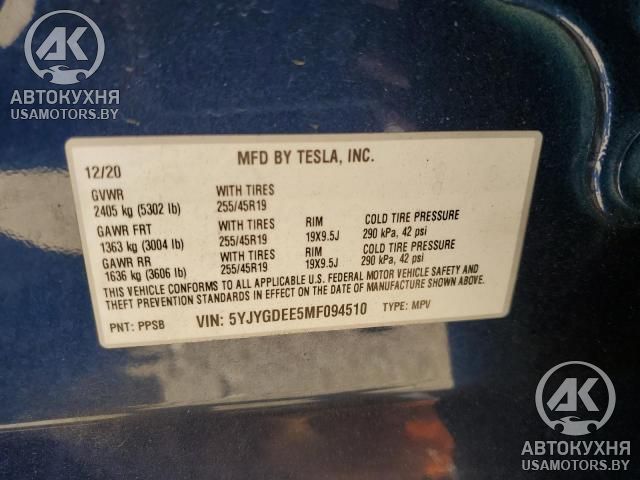 AK
АВТОКУХНЯ
USAMOTORS.BY
12/20
MFD BY TESLA, INC.
GVWR
2405 kg (5302 lb)
WITH TIRES
255/45R19
GAWR FRT
1363 kg (3004 lb)
WITH TIRES
255/45R19
RIM
19X9.5J
COLD TIRE PRESSURE
290 kPa, 42 psi
GAWR RR
1636 kg (3606 lb)
WITH TIRES
255/45R19
RIM
19X9.5J
COLD TIRE PRESSURE
290 kPa, 42 psi
THIS VEHICLE CONFORMS TO ALL APPLICABLE U.S. FEDERAL MOTOR VEHICLE SAFETY AND
THEFT PREVENTION STANDARDS IN EFFECT ON THE DATE OF MANUFACTURE SHOWN ABOVE.
PNT: PPSB VIN: 5YJYGDEE5MF094510 TYPE: MPV
AK
АВТОКУХНЯ
USAMOTORS.BY